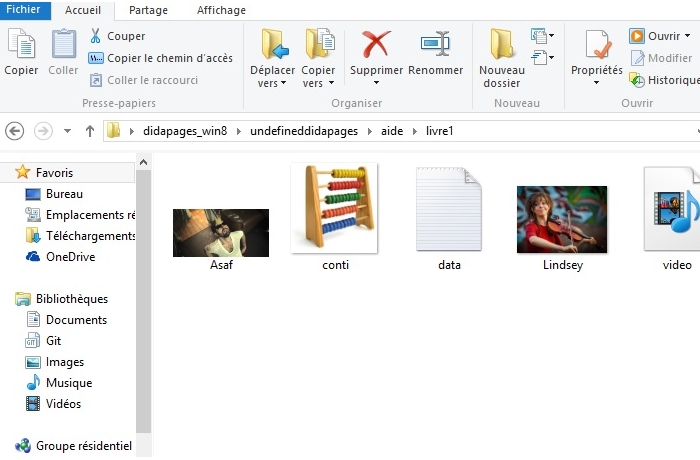 Fichier Accueil Partage Affichage
Copier
Coller
Couper
Copier le chemin d'accès
Coller le raccourci
Presse-papiers
Déplacer vers
Copier vers
Supprimer
Renommer
Organiser
Nouveau dossier
Nouveau
Propriétés
Ouvrir
Modifier
Historique
Ouvrir
didapages_win8 undefineddidapages aide livre1
Favoris
Bureau
Emplacements ré
Téléchargements
OneDrive
Bibliothèques
Documents
Git
Images
Musique
Vidéos
Groupe résidentiel
Asaf conti data Lindsey video